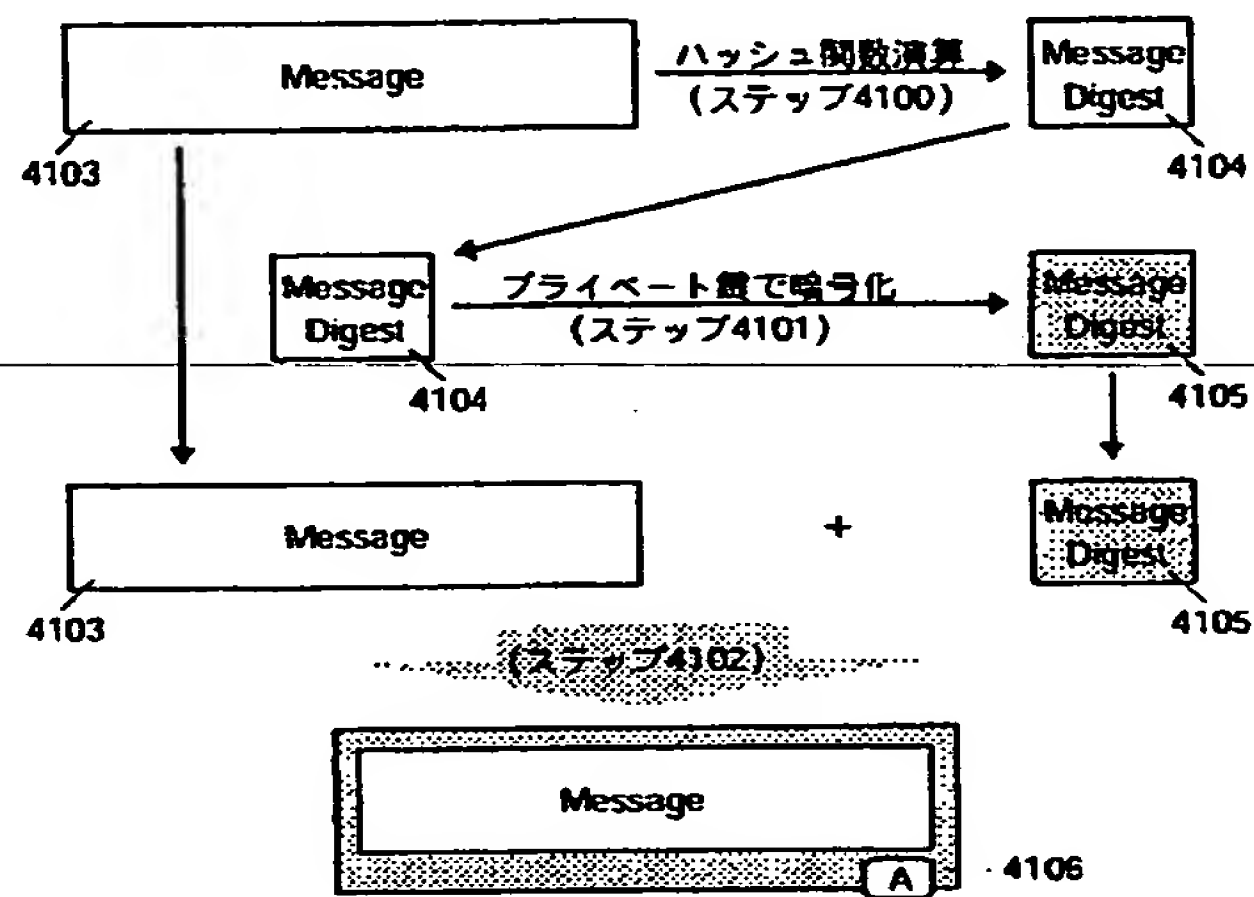 Message
ハッシュ関数演算
(ステップ4100)
Message
Digest
4103
4104
Message
Digest
プライベート鍵で暗号化
(ステップ4101)
Message
Digest
4104
4105
Message
+
Message
Digest
4103
4105
(ステップ4102)
Message
A
4106